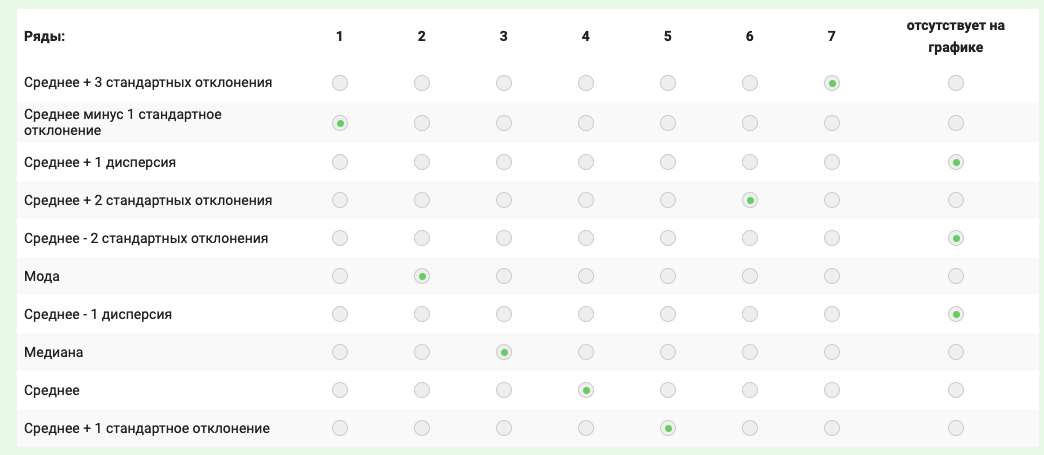 Ряды: 1 2 3 4 5 6 7 отсутствует на
графике
Среднее + 3 стандартных отклонения
Среднее минус 1 стандартное
отклонение
Среднее + 1 дисперсия
Среднее + 2 стандартных отклонения
Среднее - 2 стандартных отклонения
Мода
Среднее - 1 дисперсия
Медиана
Среднее
Среднее + 1 стандартное отклонение